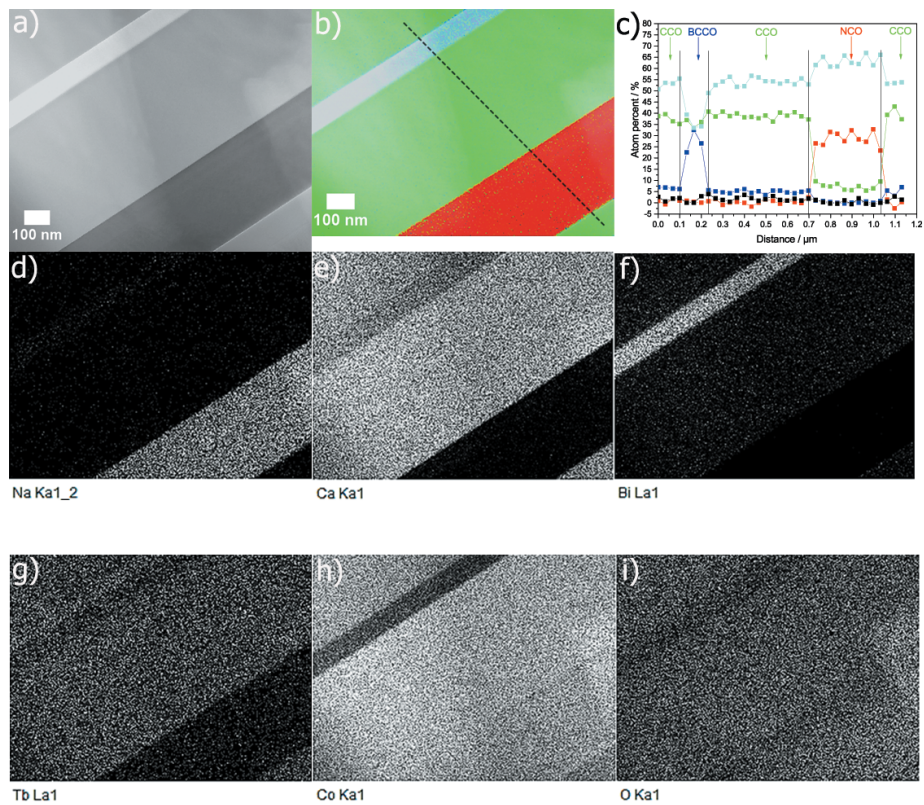 a)
100 nm
b)
100 nm
c)
CCO BCCO CCO NCO CCO
Atom percent / %
80
75
70
65
60
55
50
45
40
35
30
25
20
15
10
5
0
-5
0.0 0.1 0.2 0.3 0.4 0.5 0.6 0.7 0.8 0.9 1.0 1.1 1.2
Distance / µm
d)
Na Ka1_2
e)
Ca Ka1
f)
Bi La1
g)
Tb La1
h)
Co Ka1
i)
O Ka1